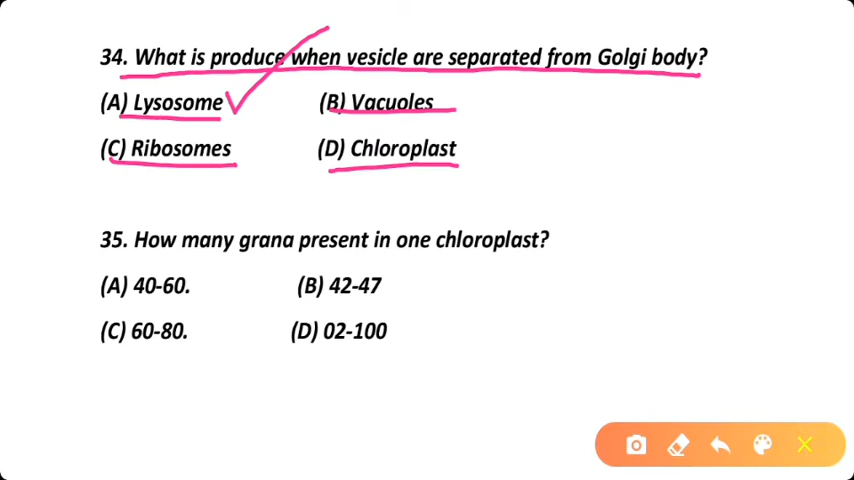 34. What is produce when vesicle are separated from Golgi body?
(A) Lysosome (B) Vacuoles
(C) Ribosomes (D) Chloroplast
35. How many grana present in one chloroplast?
(A) 40-60. (B) 42-47
(C) 60-80. (D) 02-100